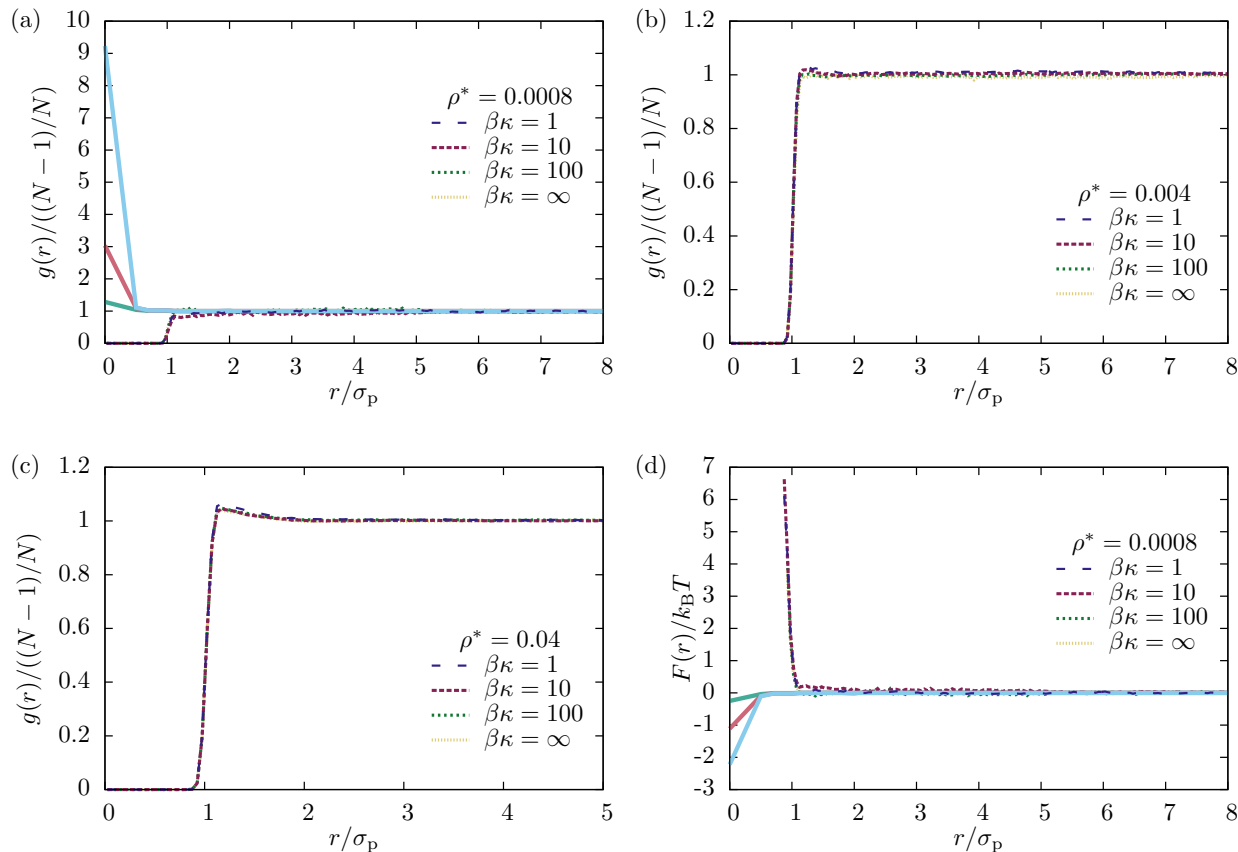 (a)
g(r)/((N − 1)/N)
10
9
8
7
6
5
4
3
2
1
0
ρ* = 0.0008
βκ = 1
βκ = 10
βκ = 100
βκ = ∞
0 1 2 3 4 5 6 7 8
r/σp
(b)
g(r)/((N − 1)/N)
1.2
1
0.8
0.6
0.4
0.2
0
ρ* = 0.004
βκ = 1
βκ = 10
βκ = 100
βκ = ∞
0 1 2 3 4 5 6 7 8
r/σp
(c)
g(r)/((N − 1)/N)
1.2
1
0.8
0.6
0.4
0.2
0
ρ* = 0.04
βκ = 1
βκ = 10
βκ = 100
βκ = ∞
0 1 2 3 4 5
r/σp
(d)
F(r)/kBT
7
6
5
4
3
2
1
0
-1
-2
-3
ρ* = 0.0008
βκ = 1
βκ = 10
βκ = 100
βκ = ∞
0 1 2 3 4 5 6 7 8
r/σp